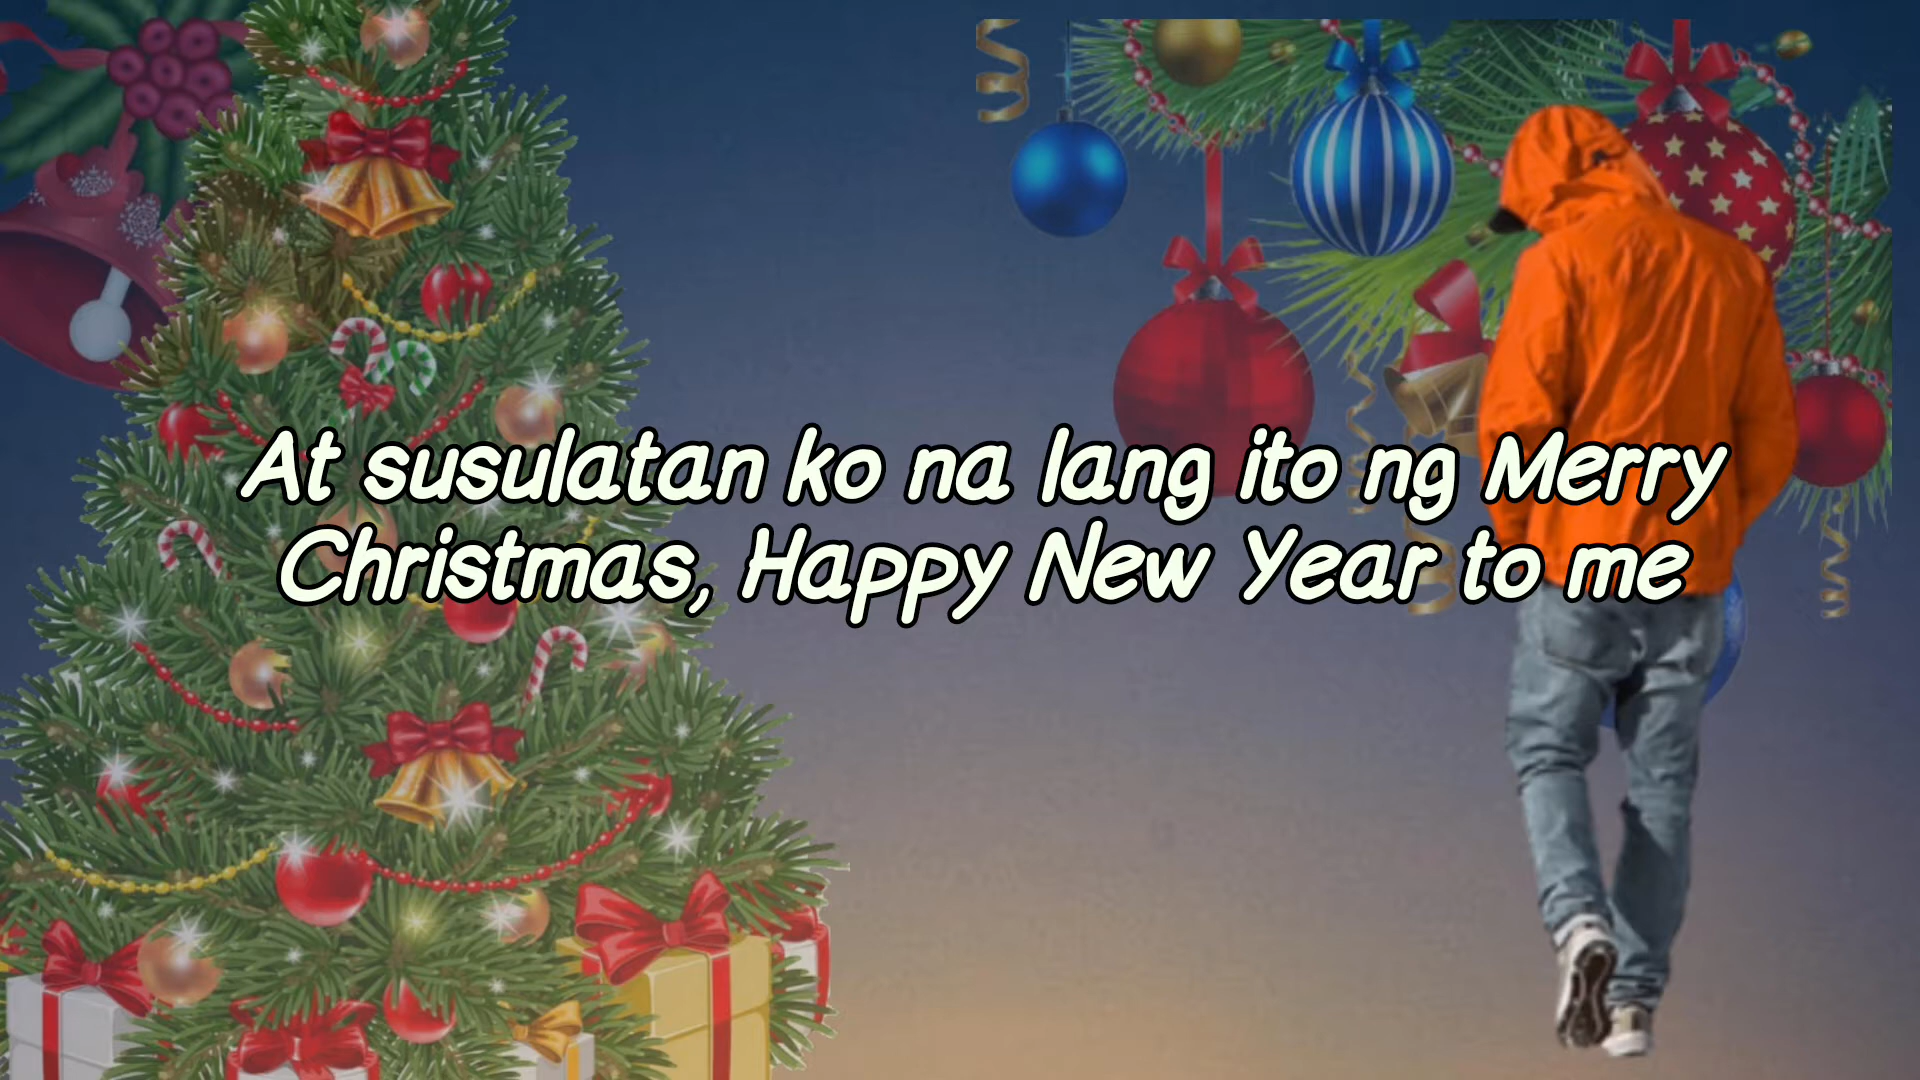 At susulatan ko na lang ito ng Merry
Christmas, Happy New Year to me